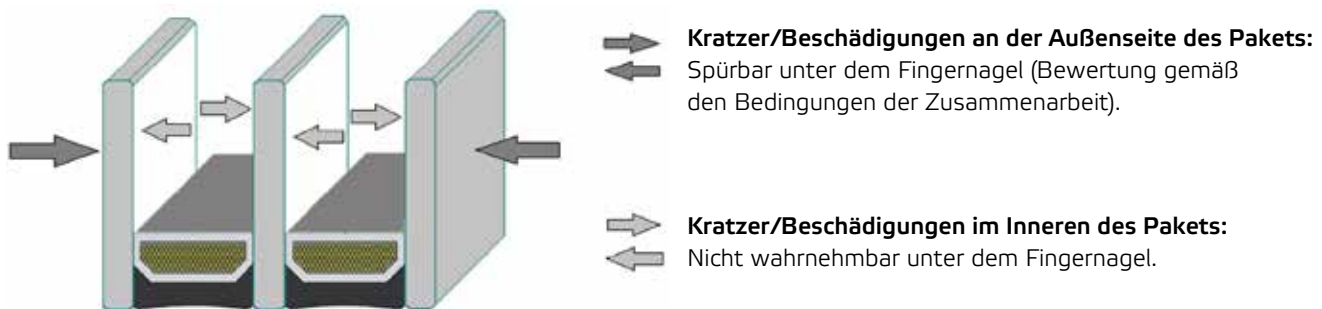 Kratzer/Beschädigungen an der Außenseite des Pakets:
Spürbar unter dem Fingernagel (Bewertung gemäß
den Bedingungen der Zusammenarbeit).
Kratzer/Beschädigungen im Inneren des Pakets:
Nicht wahrnehmbar unter dem Fingernagel.